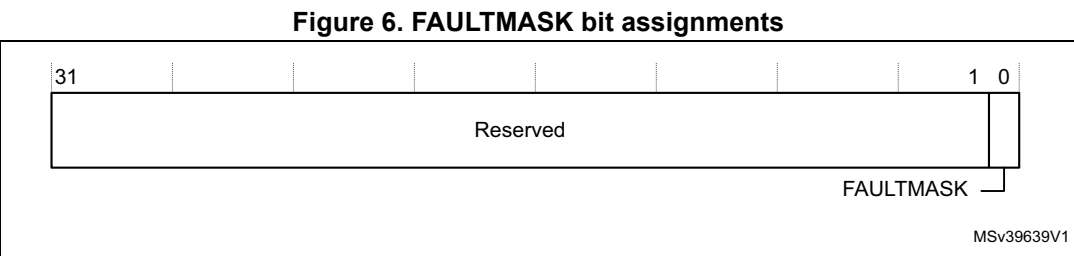 Figure 6. FAULTMASK bit assignments
31 1 0
Reserved
FAULTMASK
MSv39639V1